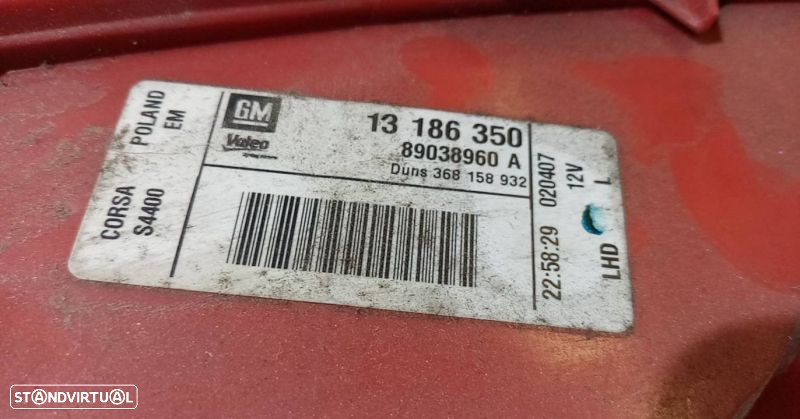 CORSA POLAND
S4400 EM
GM
Valeo
13 186 350
89038960 A
Duns 368 158 932
22:58:29 020407
12V
LHD L
STANDVIRTUAL